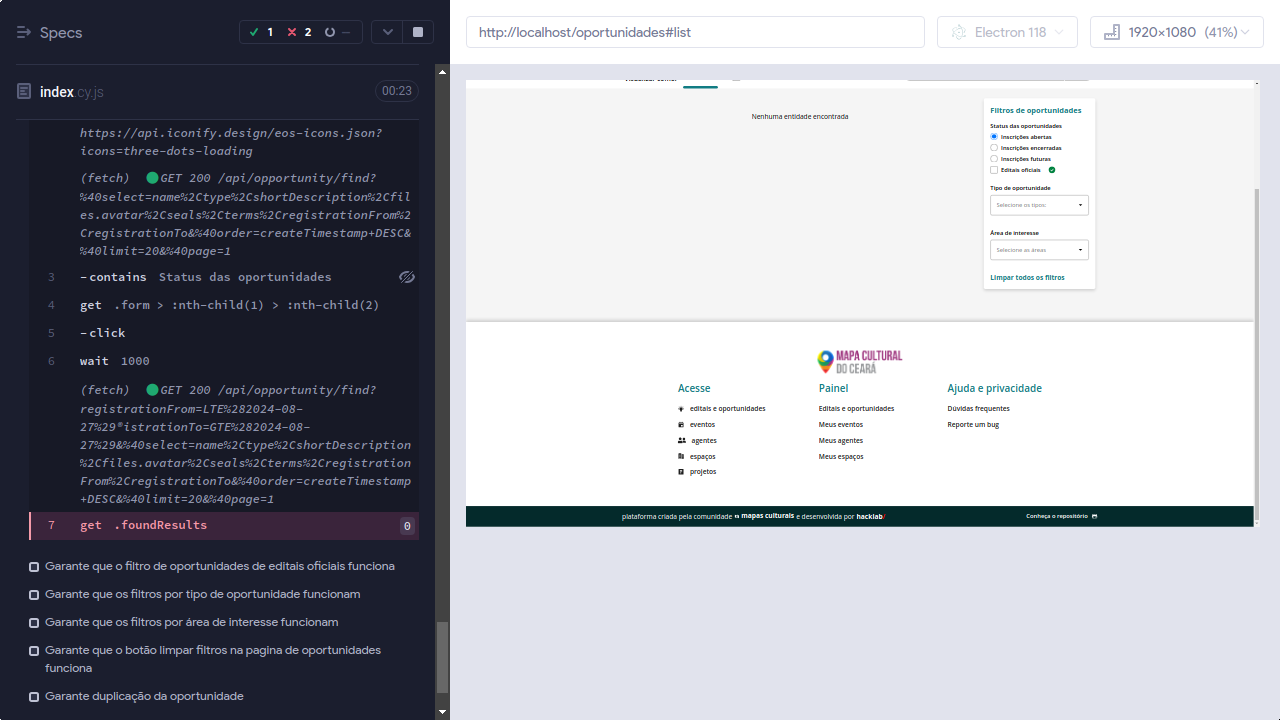 Specs
1
2
--
index.cy.js
00:23
https://api.iconify.design/eos-icons.json?
icons=three-dots-loading
(fetch) GET 200 /api/opportunity/find?
%40select=name%2Ctype%2CshortDescription%2Cfil
es.avatar%2Cseals%2Cterms%2CregistrationFrom%2
CregistrationTo&%40order=createTimestamp+DESC&
%40limit=20&%40page=1
3 -contains Status das oportunidades
4 get .form > :nth-child(1) > :nth-child(2)
5 -click
6 wait 1000
(fetch) GET 200 /api/opportunity/find?
registrationFrom=LTE%282024-08-
27%29®istrationTo=GTE%282024-08-
27%29&%40select=name%2Ctype%2CshortDescription
%2Cfiles.avatar%2Cseals%2Cterms%2Cregistration
From%2CregistrationTo&%40order=createTimestamp
+DESC&%40limit=20&%40page=1
7 get .foundResults 0
Garante que o filtro de oportunidades de editais oficiais funciona
Garante que os filtros por tipo de oportunidade funcionam
Garante que os filtros por área de interesse funcionam
Garante que o botão limpar filtros na pagina de oportunidades
funciona
Garante duplicação da oportunidade
http://localhost/oportunidades#list
Electron 118
1920×1080 (41%)
Nenhuma entidade encontrada
Filtros de oportunidades
Status das oportunidades
Inscrições abertas
Inscrições encerradas
Inscrições futuras
Editais oficiais
Tipo de oportunidade
Selecione os tipos:
Área de interesse
Selecione as áreas
Limpar todos os filtros
MAPA CULTURAL
DO CEARÁ
Acesse
editais e oportunidades
eventos
agentes
espaços
projetos
Painel
Editais e oportunidades
Meus eventos
Meus agentes
Meus espaços
Ajuda e privacidade
Dúvidas frequentes
Reporte um bug
plataforma criada pela comunidade mapas culturais e desenvolvida por hacklab/
Conheça o repositório